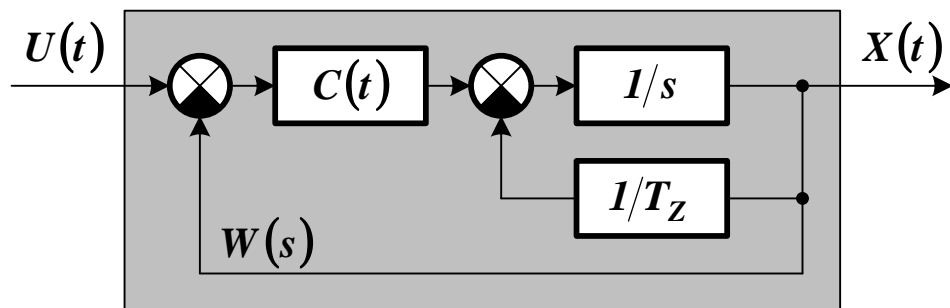 U(t)
X(t)
C(t)
1/s
1/T_Z
W(s)